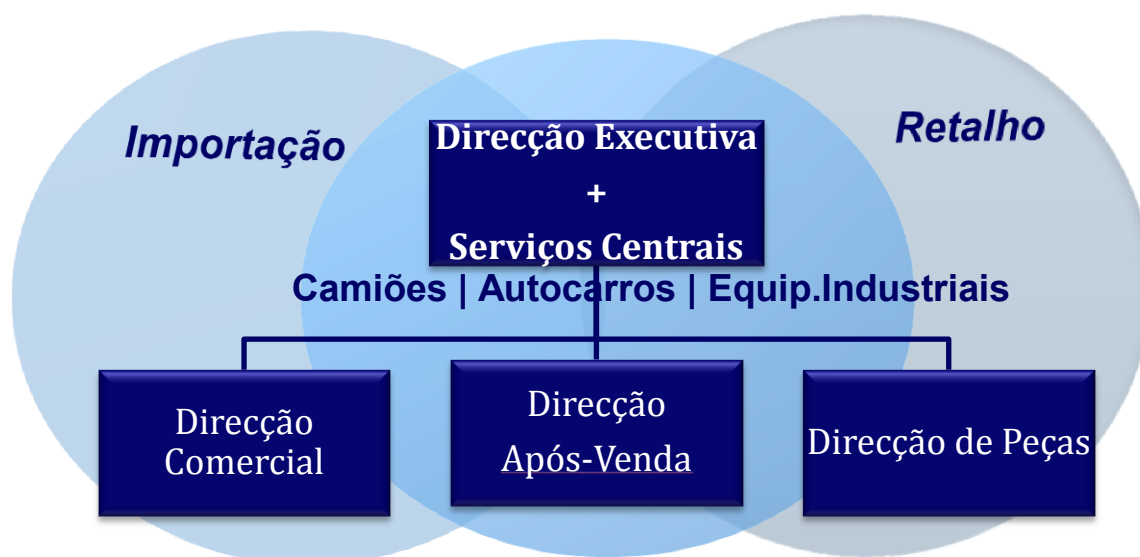 Importação
Retalho
Direcção Executiva
+
Serviços Centrais
Camiões | Autocarros | Equip.Industriais
Direcção
Comercial
Direcção
Após-Venda
Direcção de Peças